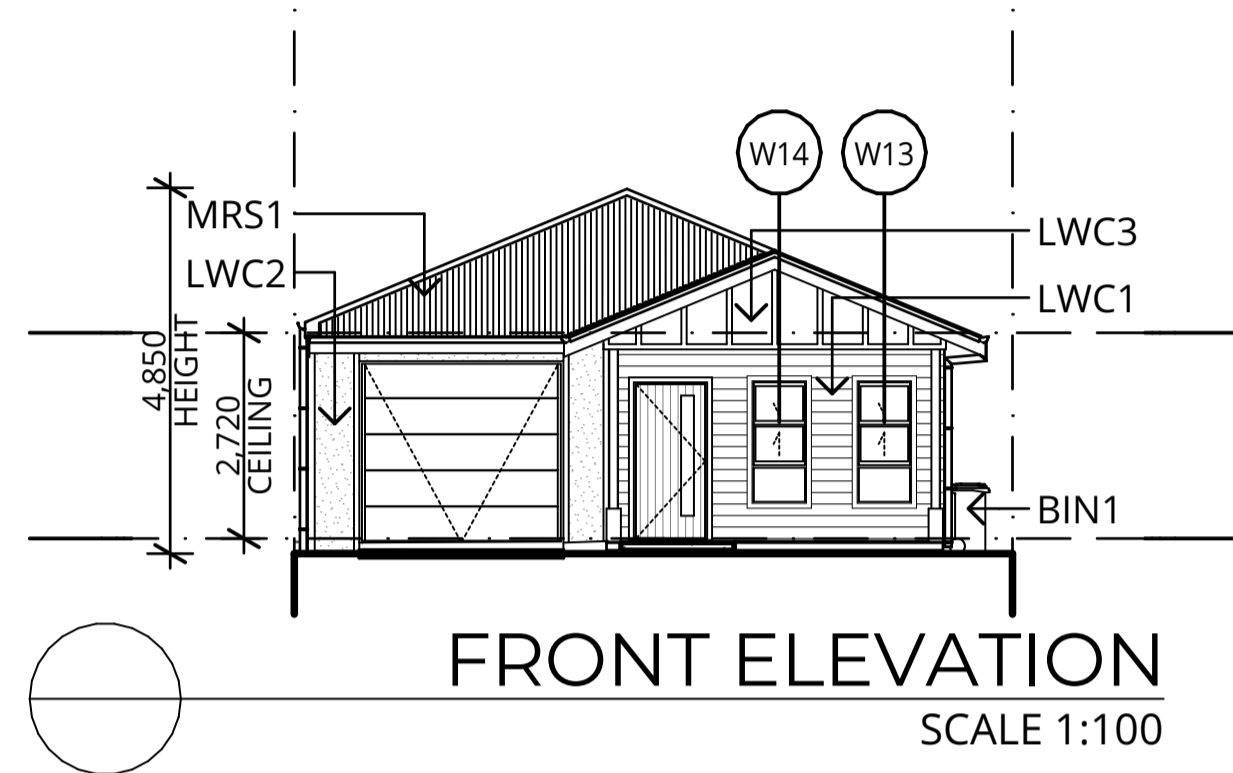 W14
W13
MRS1
LWC3
LWC2
LWC1
4,850
HEIGHT
2,720
CEILING
BIN1
FRONT ELEVATION
SCALE 1:100